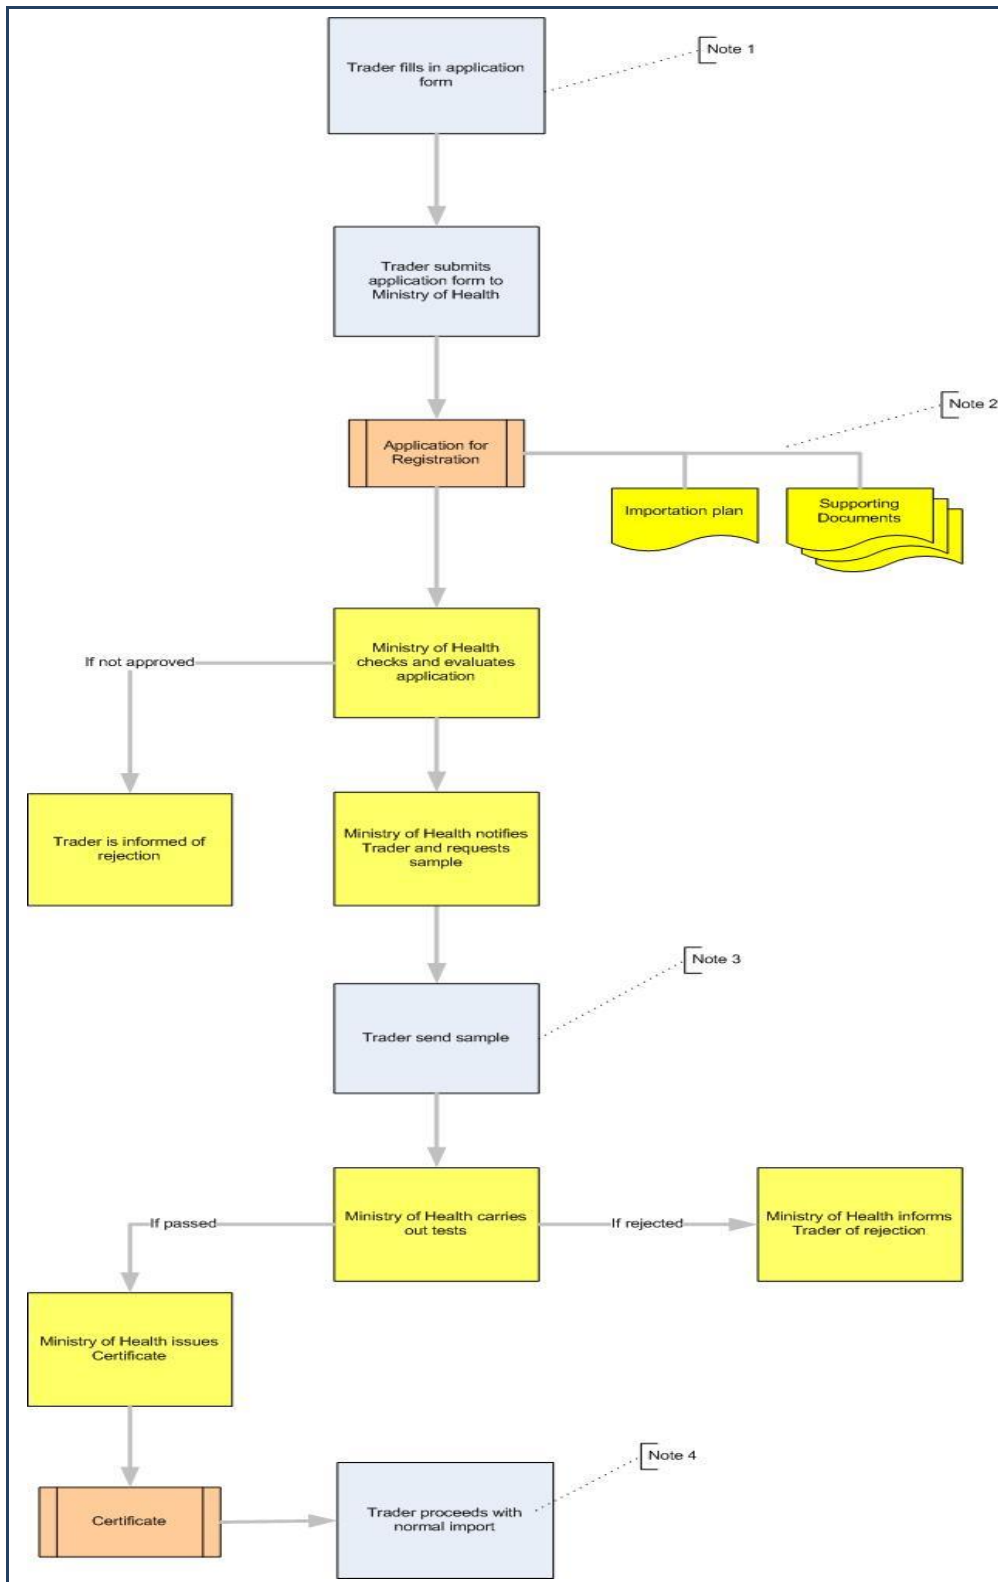 Trader fills in application
form
Note 1
Trader submits
application form to
Ministry of Health
Note 2
Application for
Registration
Importation plan
Supporting
Documents
Ministry of Health
checks and evaluates
application
If not approved
Trader is informed of
rejection
Ministry of Health notifies
Trader and requests
sample
Note 3
Trader send sample
If passed
Ministry of Health carries
out tests
If rejected
Ministry of Health informs
Trader of rejection
Ministry of Health issues
Certificate
Note 4
Certificate
Trader proceeds with
normal import